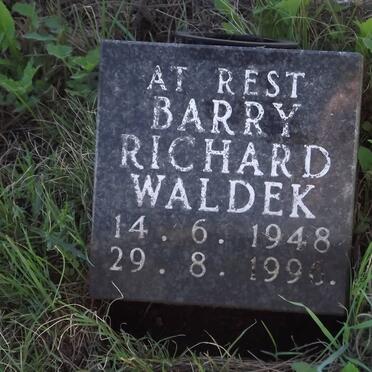 AT REST
BARRY
RICHARD
WALDEK
14 . 6 . 1948
29 . 8 .